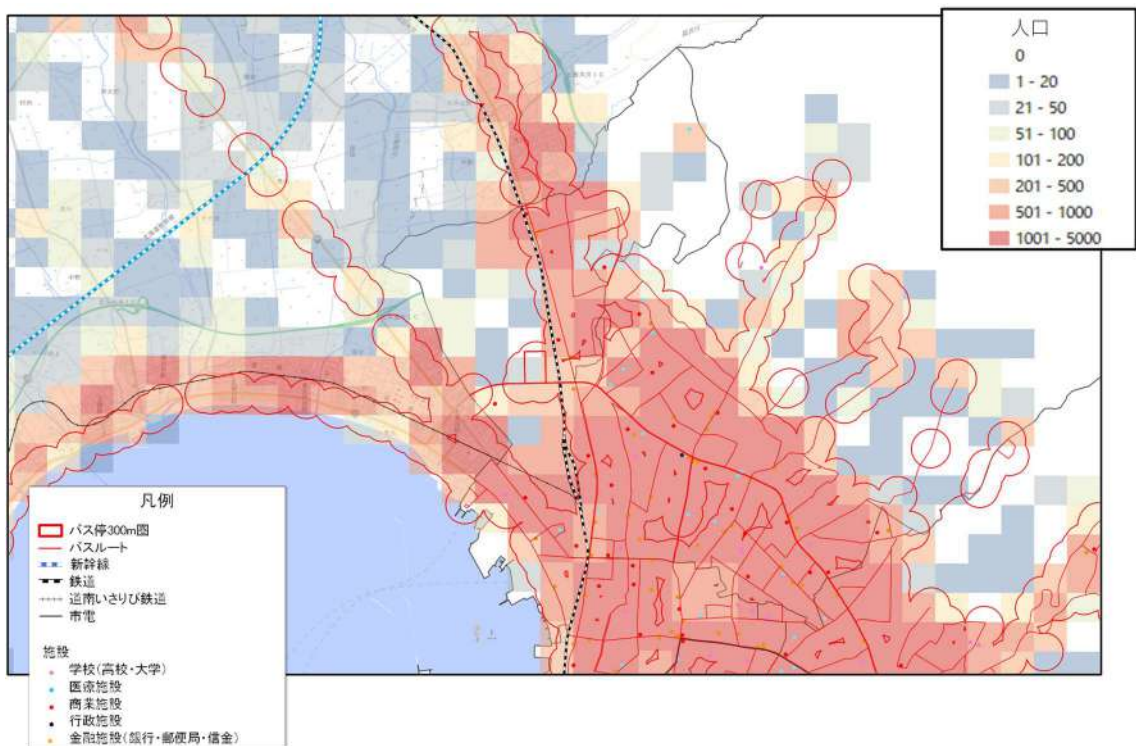 人口
0
1 - 20
21 - 50
51 - 100
101 - 200
201 - 500
501 - 1000
1001 - 5000
凡例
バス停300m圏
バスルート
新幹線
鉄道
道南いさりび鉄道
市電
施設
学校(高校・大学)
医療施設
商業施設
行政施設
金融施設(銀行・郵便局・信金)